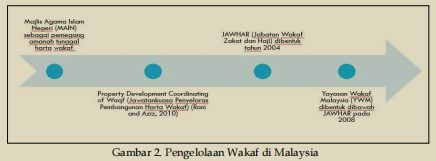 Majlis Agama Islam
Negeri (MAIN)
sebagai pemegang
amanah tunggal
harta wakaf
Property Development Coordinating
of Waqf (Jawatankuasa Penyelaras
Pembangunan Harta Wakaf) (Rani
and Aziz, 2010)
JAWHAR (Jabatan Wakaf
Zakat dan Haji) dibentuk
tahun 2004
Yayasan Wakaf
Malaysia (YWM)
dibentuk dibawah
JAWHAR pada
2008
Gambar 2. Pengelolaan Wakaf di Malaysia